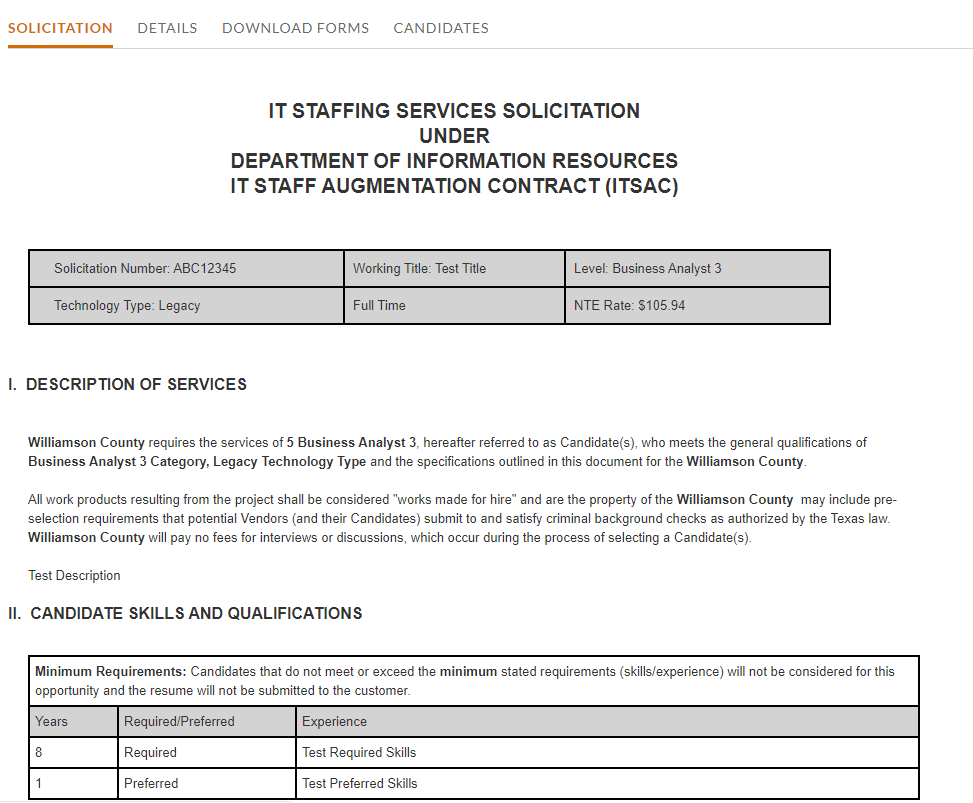 SOLICITATION DETAILS DOWNLOAD FORMS CANDIDATES
IT STAFFING SERVICES SOLICITATION
UNDER
DEPARTMENT OF INFORMATION RESOURCES
IT STAFF AUGMENTATION CONTRACT (ITSAC)
Solicitation Number: ABC12345 Working Title: Test Title Level: Business Analyst 3
Technology Type: Legacy Full Time NTE Rate: $105.94
I. DESCRIPTION OF SERVICES
Williamson County requires the services of 5 Business Analyst 3, hereafter referred to as Candidate(s), who meets the general qualifications of
Business Analyst 3 Category, Legacy Technology Type and the specifications outlined in this document for the Williamson County.
All work products resulting from the project shall be considered "works made for hire" and are the property of the Williamson County may include pre-
selection requirements that potential Vendors (and their Candidates) submit to and satisfy criminal background checks as authorized by the Texas law.
Williamson County will pay no fees for interviews or discussions, which occur during the process of selecting a Candidate(s).
Test Description
II. CANDIDATE SKILLS AND QUALIFICATIONS
Minimum Requirements: Candidates that do not meet or exceed the minimum stated requirements (skills/experience) will not be considered for this
opportunity and the resume will not be submitted to the customer.
Years Required/Preferred Experience
8 Required Test Required Skills
1 Preferred Test Preferred Skills